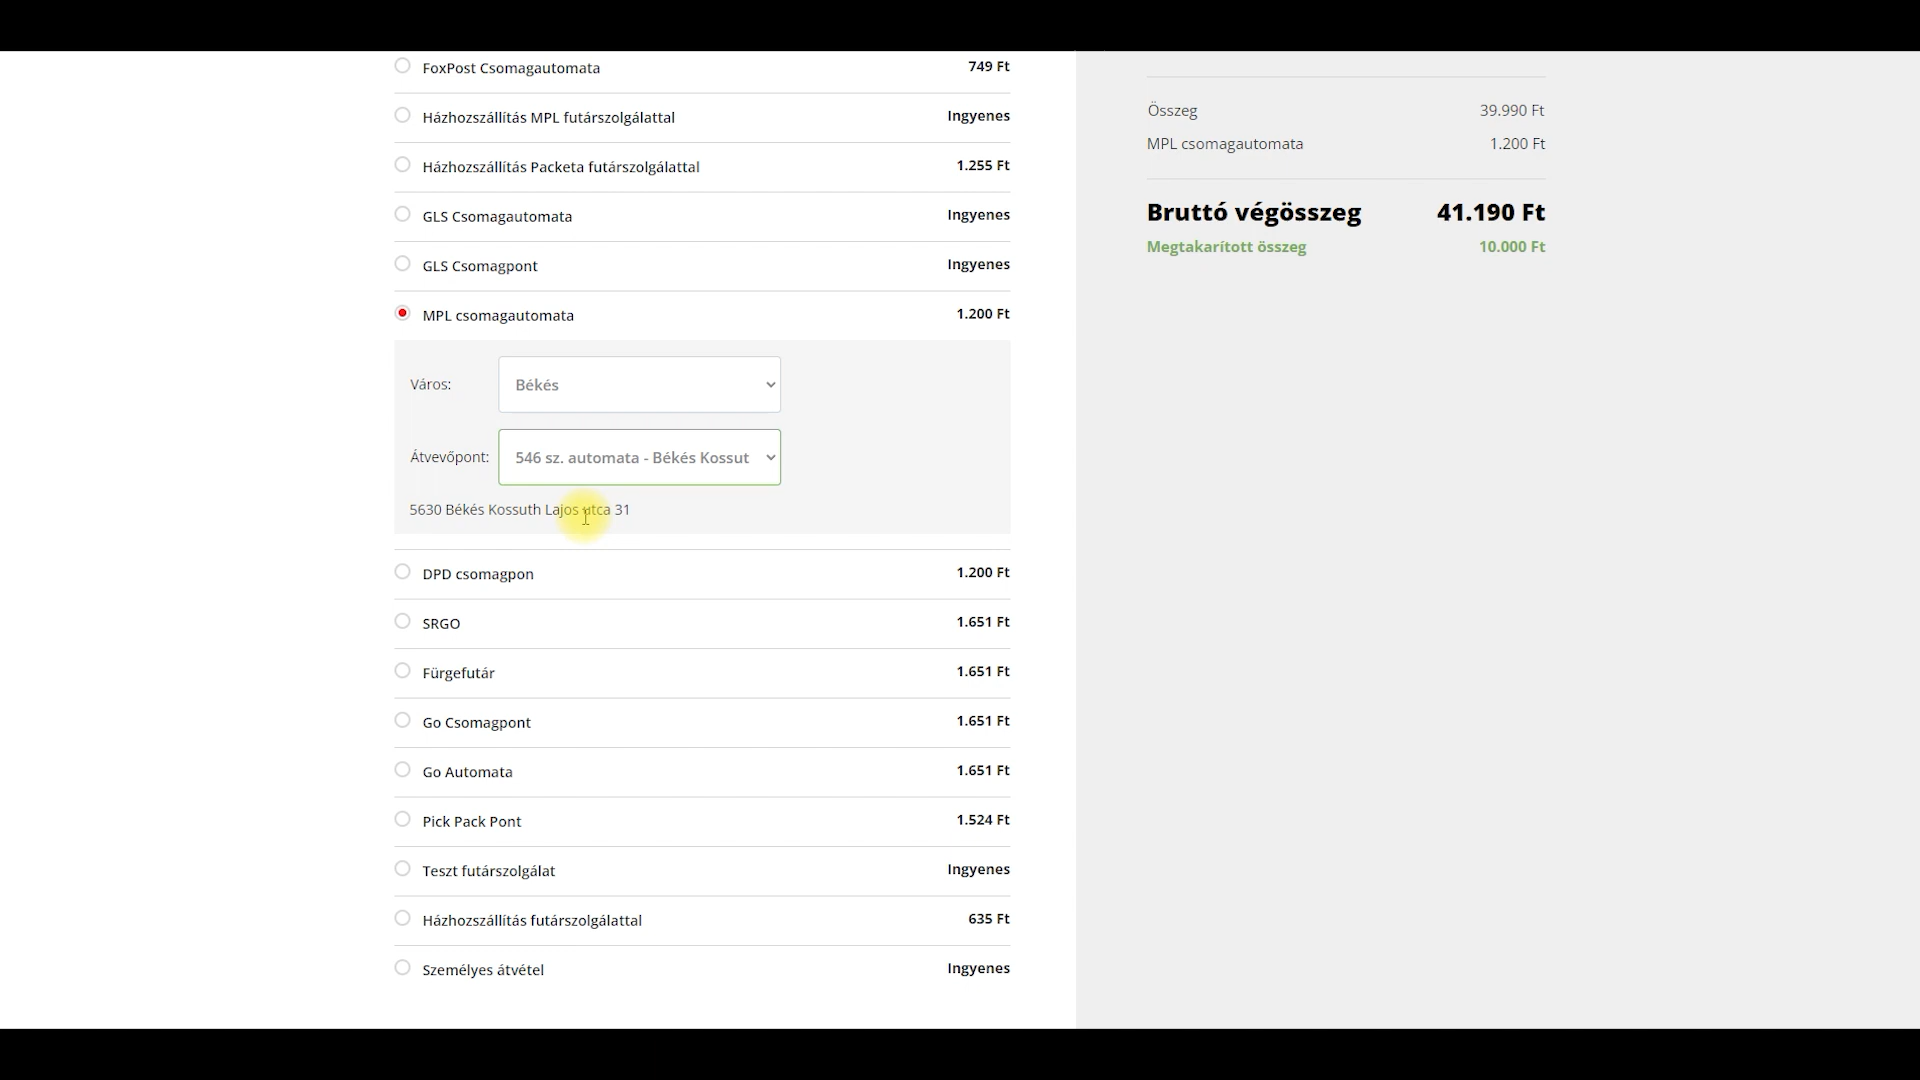 FoxPost Csomagautomata 749 Ft
Házhozszállítás MPL futárszolgálattal Ingyenes
Házhozszállítás Packeta futárszolgálattal 1.255 Ft
GLS Csomagautomata Ingyenes
GLS Csomagpont Ingyenes
MPL csomagautomata 1.200 Ft
Város: Békés
Átvevőpont: 546 sz. automata - Békés Kossut
5630 Békés Kossuth Lajos utca 31
DPD csomagpon 1.200 Ft
SRGO 1.651 Ft
Fürgefutár 1.651 Ft
Go Csomagpont 1.651 Ft
Go Automata 1.651 Ft
Pick Pack Pont 1.524 Ft
Teszt futárszolgálat Ingyenes
Házhozszállítás futárszolgálattal 635 Ft
Személyes átvétel Ingyenes
Összeg 39.990 Ft
MPL csomagautomata 1.200 Ft
Bruttó végösszeg 41.190 Ft
Megtakarított összeg 10.000 Ft